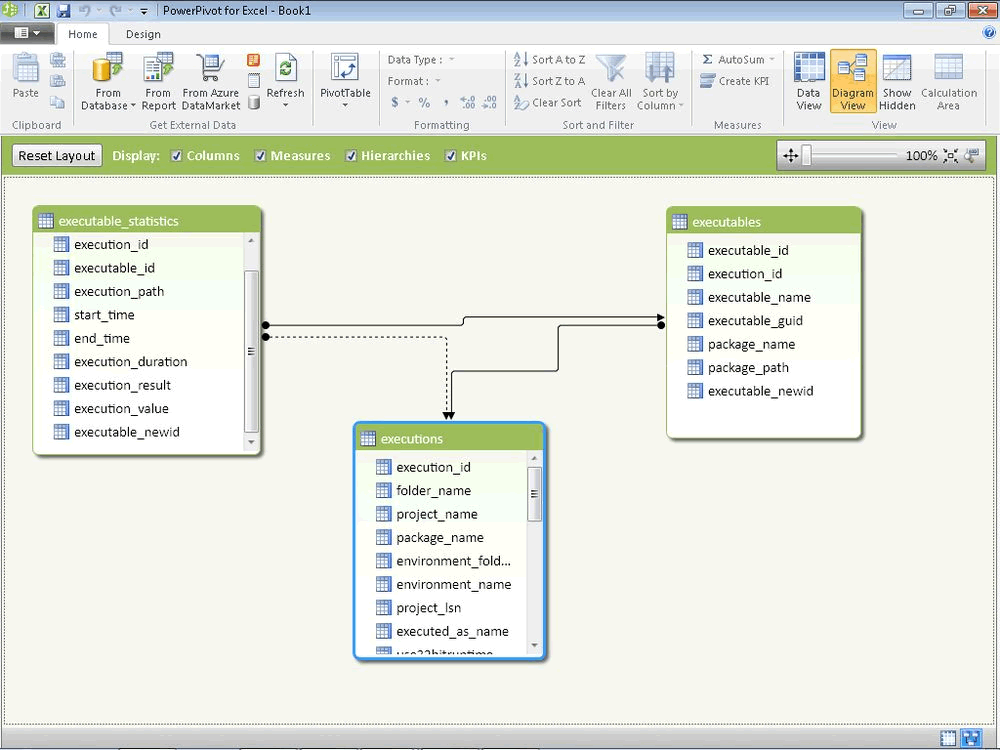 PowerPivot for Excel - Book1
Home
Design
Paste
From Database
From Report
From Azure DataMarket
Refresh
PivotTable
Data Type :
Format :
$ % ,
Sort A to Z
Sort Z to A
Clear Sort
Clear All Filters
Sort by Column
AutoSum
Create KPI
Data View
Diagram View
Show Hidden
Calculation Area
Clipboard
Get External Data
Formatting
Sort and Filter
Measures
View
Reset Layout
Display:
Columns
Measures
Hierarchies
KPIs
100%
executable_statistics
execution_id
executable_id
execution_path
start_time
end_time
execution_duration
execution_result
execution_value
executable_newid
executables
executable_id
execution_id
executable_name
executable_guid
package_name
package_path
executable_newid
executions
execution_id
folder_name
project_name
package_name
environment_fold...
environment_name
project_lsn
executed_as_name